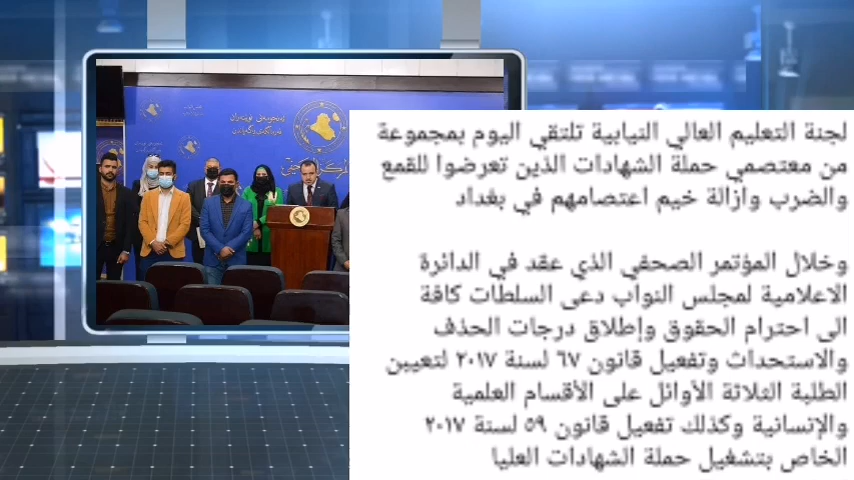 لجنة التعليم العالي النيابية تلتقي اليوم بمجموعة
من معتصمي حملة الشهادات الذين تعرضوا للقمع
والضرب وازالة خيم اعتصامهم في بغداد
وخلال المؤتمر الصحفي الذي عقد في الدائرة
الاعلامية لمجلس النواب دعى السلطات كافة
الى احترام الحقوق وإطلاق درجات الحذف
والاستحداث وتفعيل قانون ٦٧ لسنة ٢٠١٧ لتعيين
الطلبة الثلاثة الأوائل على الأقسام العلمية
والإنسانية وكذلك تفعيل قانون ٥٩ لسنة ٢٠١٧
الخاص بتشغيل حملة الشهادات العليا